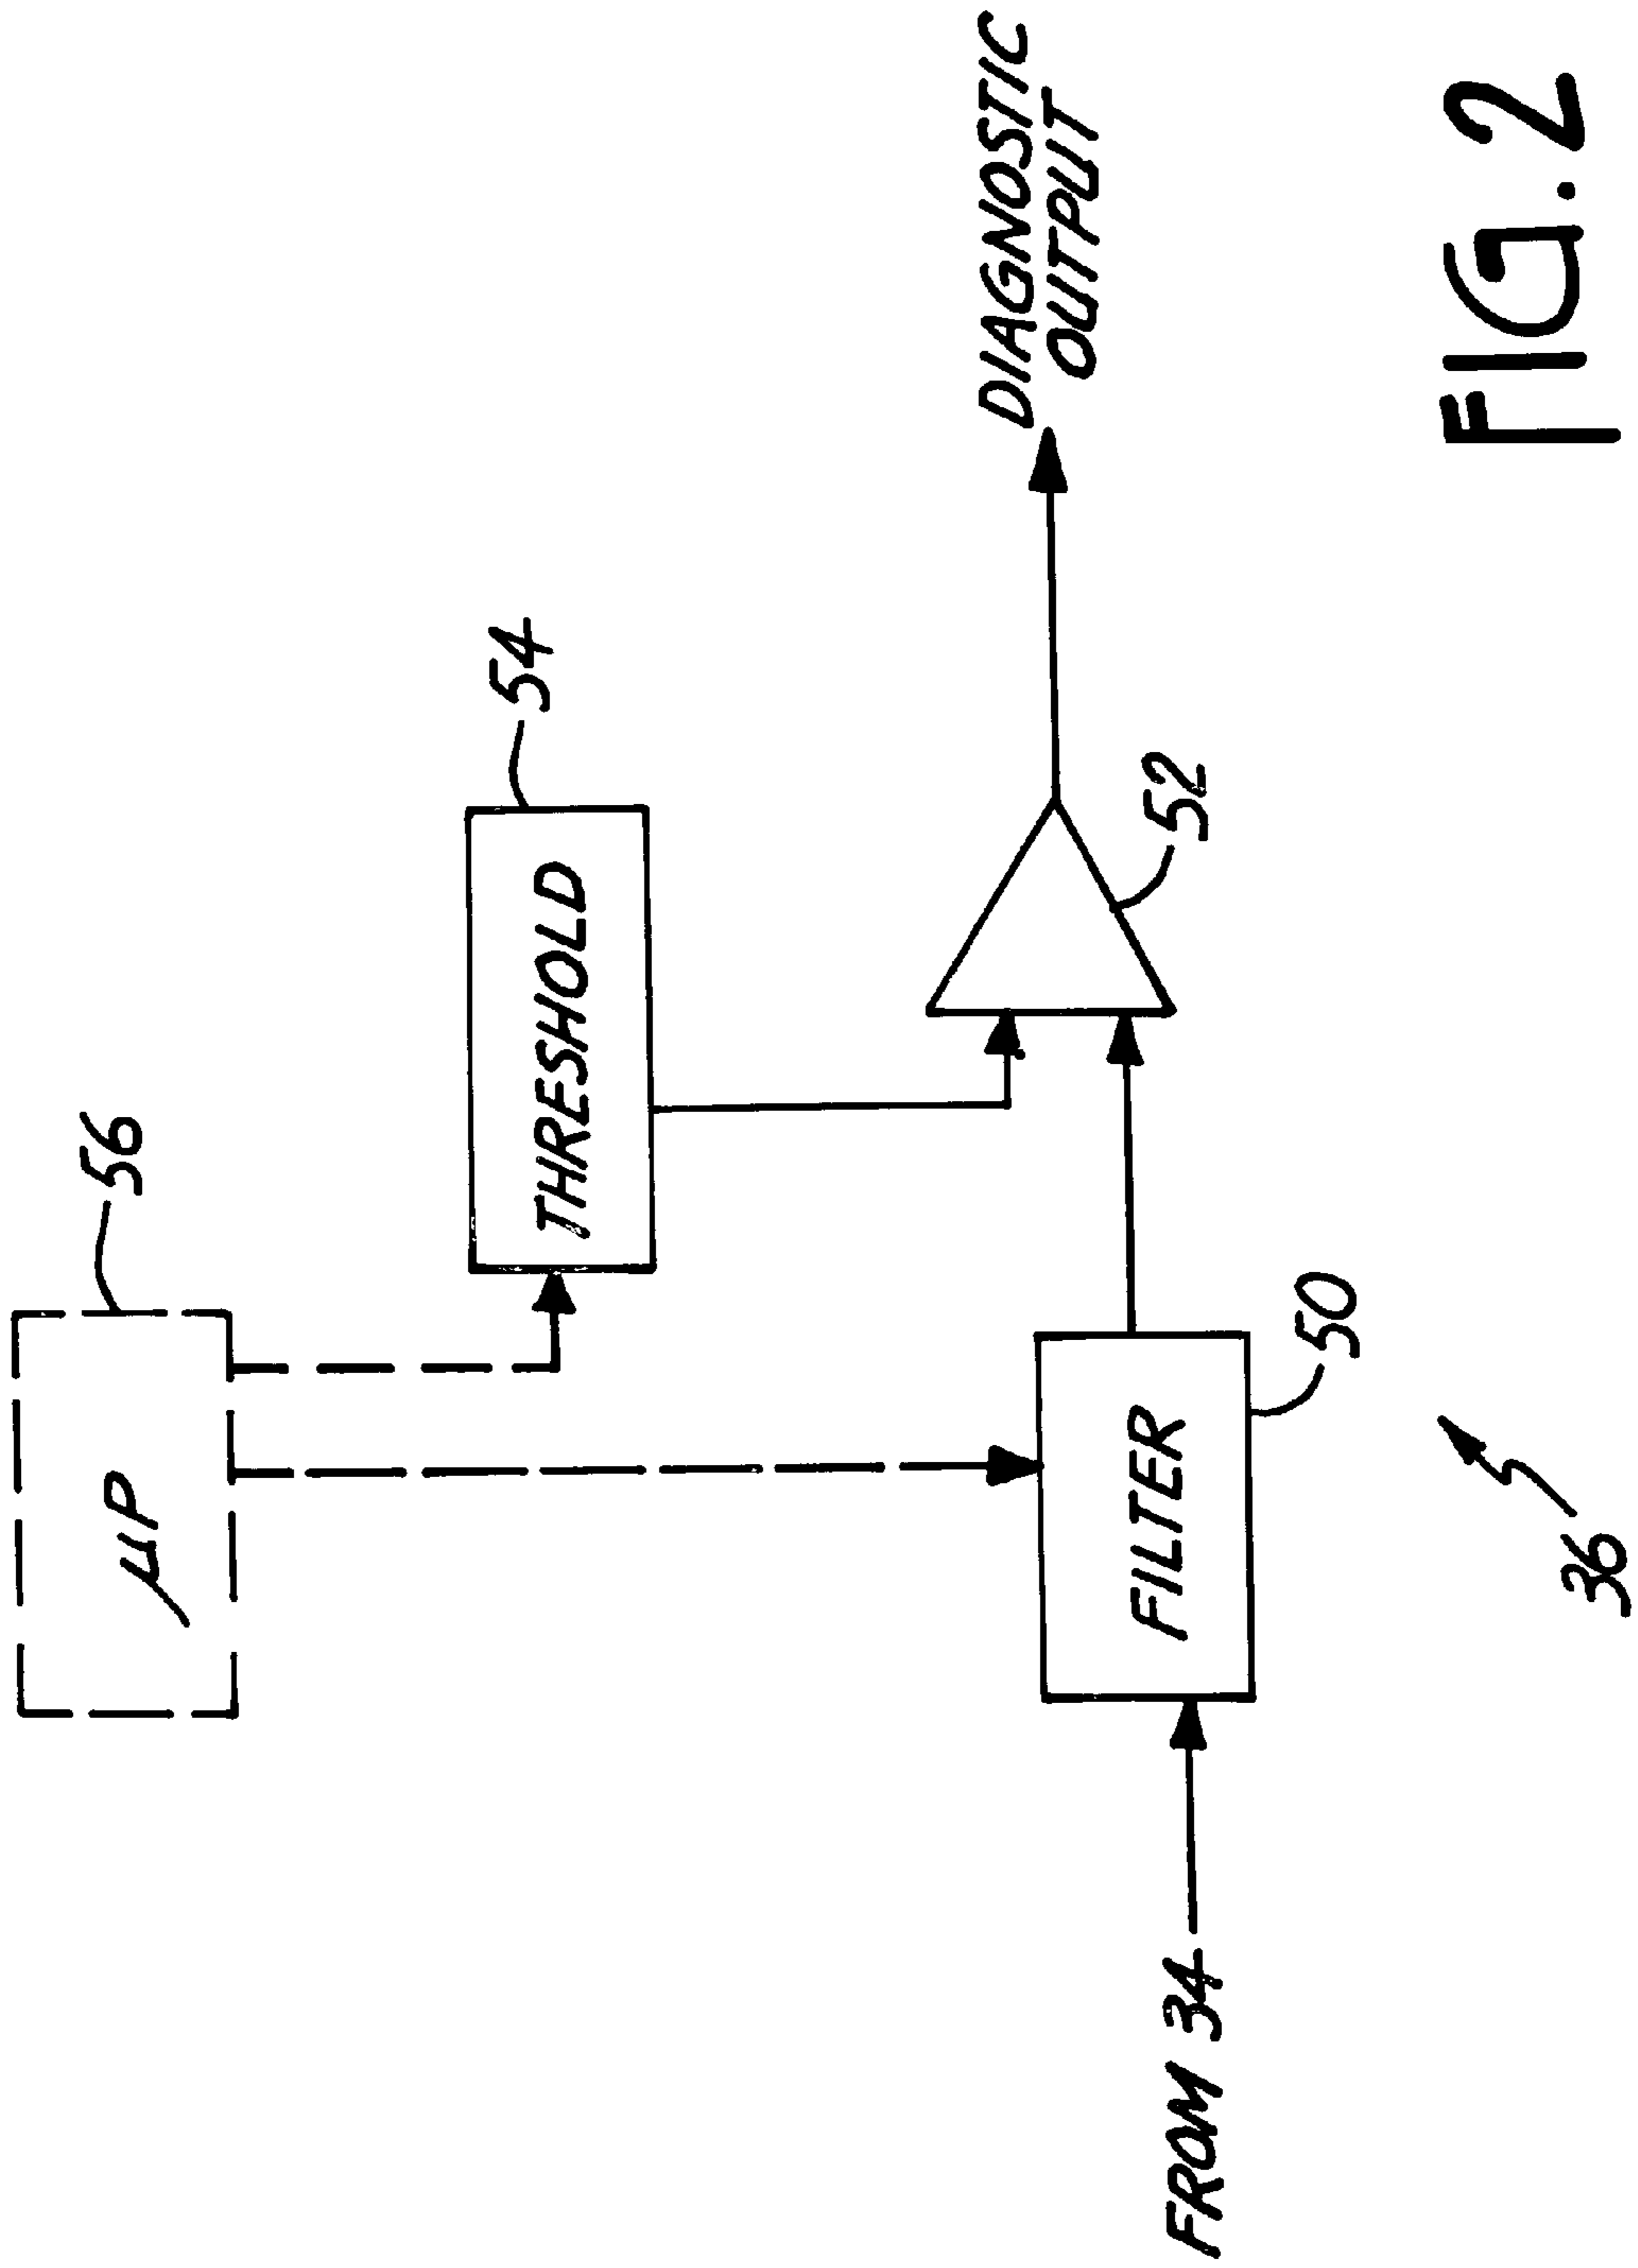 56
μP
54
THRESHOLD
DIAGNOSTIC
OUTPUT
52
FROM 34
FILTER
50
36
FIG. 2